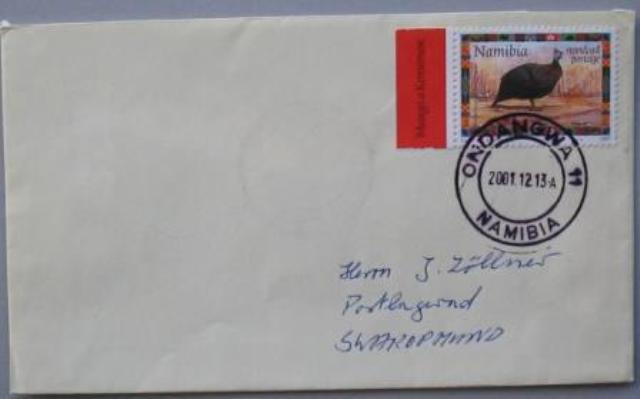 Namibia
standard
postage
ONDANGWA 11
2001.12.13-A
NAMIBIA
Herrn J. Zöllner
Postlagernd
SWAKOPMUND